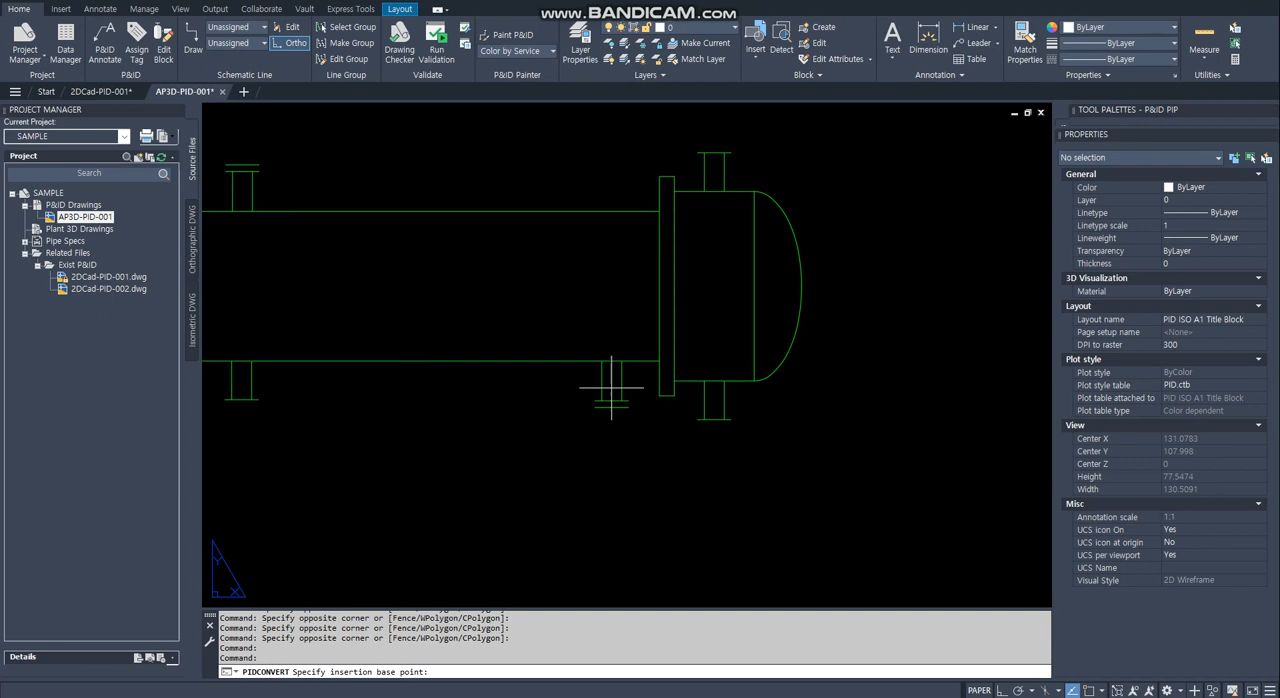 www.BANDICAM.com
Home Insert Annotate Manage View Output Collaborate Vault Express Tools Layout
Project Manager
Data Manager
Project
P&ID Annotate
Assign Tag
Edit Block
P&ID
Draw
Unassigned
Unassigned
Edit
Ortho
Schematic Line
Select Group
Make Group
Edit Group
Line Group
Drawing Checker
Run Validation
Validate
Paint P&ID
Color by Service
P&ID Painter
Layer Properties
0
Make Current
Match Layer
Layers
Insert
Detect
Create
Edit
Edit Attributes
Block
Text
Dimension
Linear
Leader
Table
Annotation
Match Properties
ByLayer
ByLayer
ByLayer
Properties
Measure
Utilities
Start 2DCad-PID-001* AP3D-PID-001*
PROJECT MANAGER
Current Project:
SAMPLE
Project
Search
SAMPLE
P&ID Drawings
AP3D-PID-001
Plant 3D Drawings
Pipe Specs
Related Files
Exist P&ID
2DCad-PID-001.dwg
2DCad-PID-002.dwg
Details
Source Files
Orthographic DWG
Isometric DWG
Y
X
Command: Specify opposite corner or [Fence/WPolygon/CPolygon]:
Command: Specify opposite corner or [Fence/WPolygon/CPolygon]:
Command:
Command:
PIDCONVERT Specify insertion base point:
TOOL PALETTES - P&ID PIP
PROPERTIES
No selection
General
Color ByLayer
Layer 0
Linetype ByLayer
Linetype scale 1
Lineweight ByLayer
Transparency ByLayer
Thickness 0
3D Visualization
Material ByLayer
Layout
Layout name PID ISO A1 Title Block
Page setup name <None>
DPI to raster 300
Plot style
Plot style ByColor
Plot style table PID.ctb
Plot table attached to PID ISO A1 Title Block
Plot table type Color dependent
View
Center X 131.0783
Center Y 107.998
Center Z 0
Height 77.5474
Width 130.5091
Misc
Annotation scale 1:1
UCS icon On Yes
UCS icon at origin No
UCS per viewport Yes
UCS Name
Visual Style 2D Wireframe
PAPER